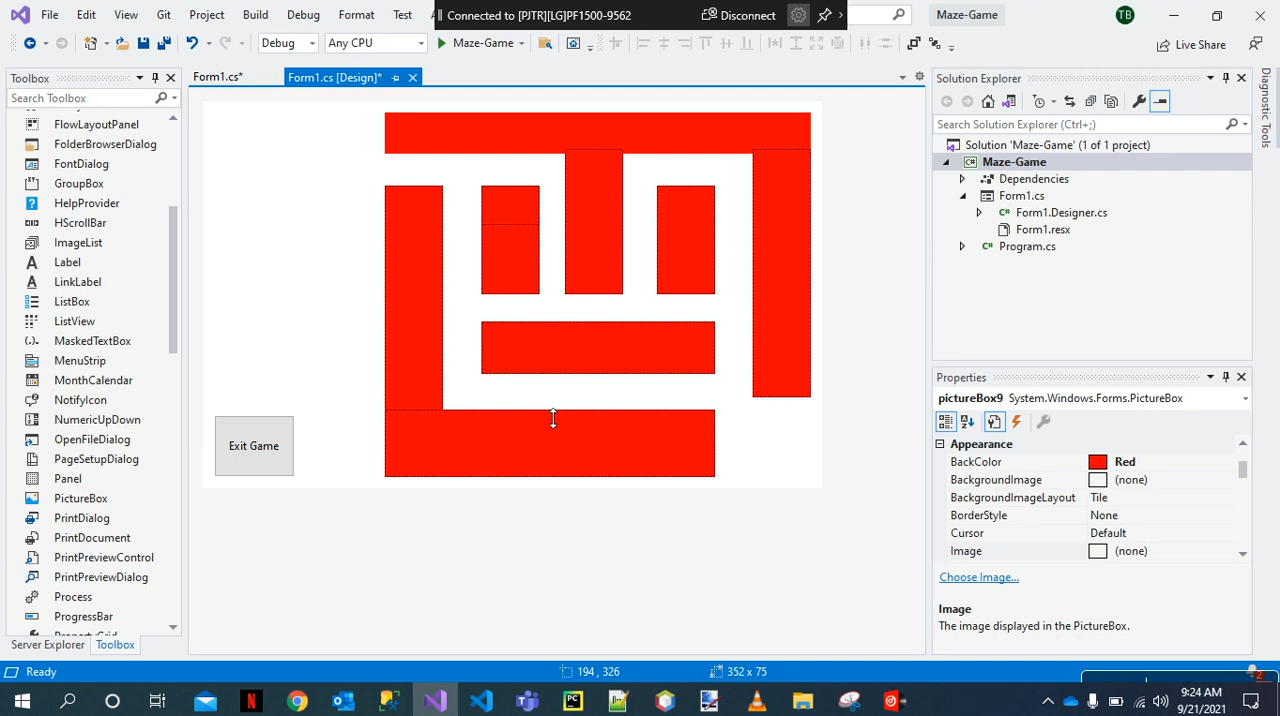 File Edit View Git Project Build Debug Format Test
Connected to [PJTR][LG]PF1500-9562 Disconnect
Maze-Game TB
Debug Any CPU Maze-Game Live Share
Toolbox
Search Toolbox
FlowLayoutPanel
FolderBrowserDialog
FontDialog
GroupBox
HelpProvider
HScrollBar
ImageList
Label
LinkLabel
ListBox
ListView
MaskedTextBox
MenuStrip
MonthCalendar
NotifyIcon
NumericUpDown
OpenFileDialog
PageSetupDialog
Panel
PictureBox
PrintDialog
PrintDocument
PrintPreviewControl
PrintPreviewDialog
Process
ProgressBar
PropertyGrid
Server Explorer Toolbox
Form1.cs* Form1.cs [Design]*
Exit Game
Solution Explorer
Search Solution Explorer (Ctrl+;)
Solution 'Maze-Game' (1 of 1 project)
Maze-Game
Dependencies
Form1.cs
Form1.Designer.cs
Form1.resx
Program.cs
Diagnostic Tools
Properties
pictureBox9 System.Windows.Forms.PictureBox
Appearance
BackColor Red
BackgroundImage (none)
BackgroundImageLayout Tile
BorderStyle None
Cursor Default
Image (none)
Choose Image...
Image
The image displayed in the PictureBox.
Ready 194 , 326 352 x 75 2
9:24 AM
9/21/2021